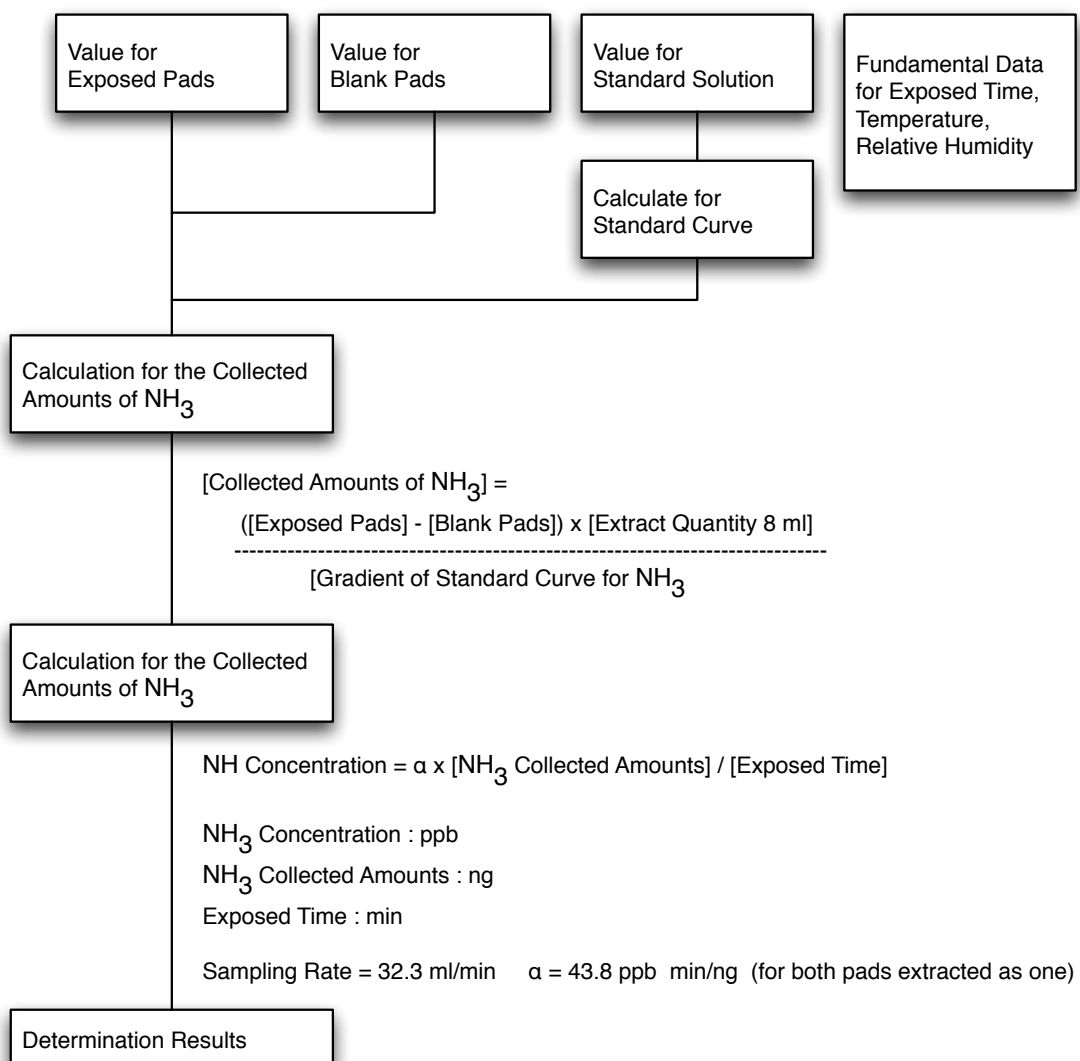 Value for
Exposed Pads
Value for
Blank Pads
Value for
Standard Solution
Fundamental Data
for Exposed Time,
Temperature,
Relative Humidity
Calculate for
Standard Curve
Calculation for the Collected
Amounts of NH3
[Collected Amounts of NH3] =
([Exposed Pads] - [Blank Pads]) x [Extract Quantity 8 ml]
------------------------------------------------------------------------------
[Gradient of Standard Curve for NH3
Calculation for the Collected
Amounts of NH3
NH Concentration = α x [NH3 Collected Amounts] / [Exposed Time]
NH3 Concentration : ppb
NH3 Collected Amounts : ng
Exposed Time : min
Sampling Rate = 32.3 ml/min α = 43.8 ppb min/ng (for both pads extracted as one)
Determination Results